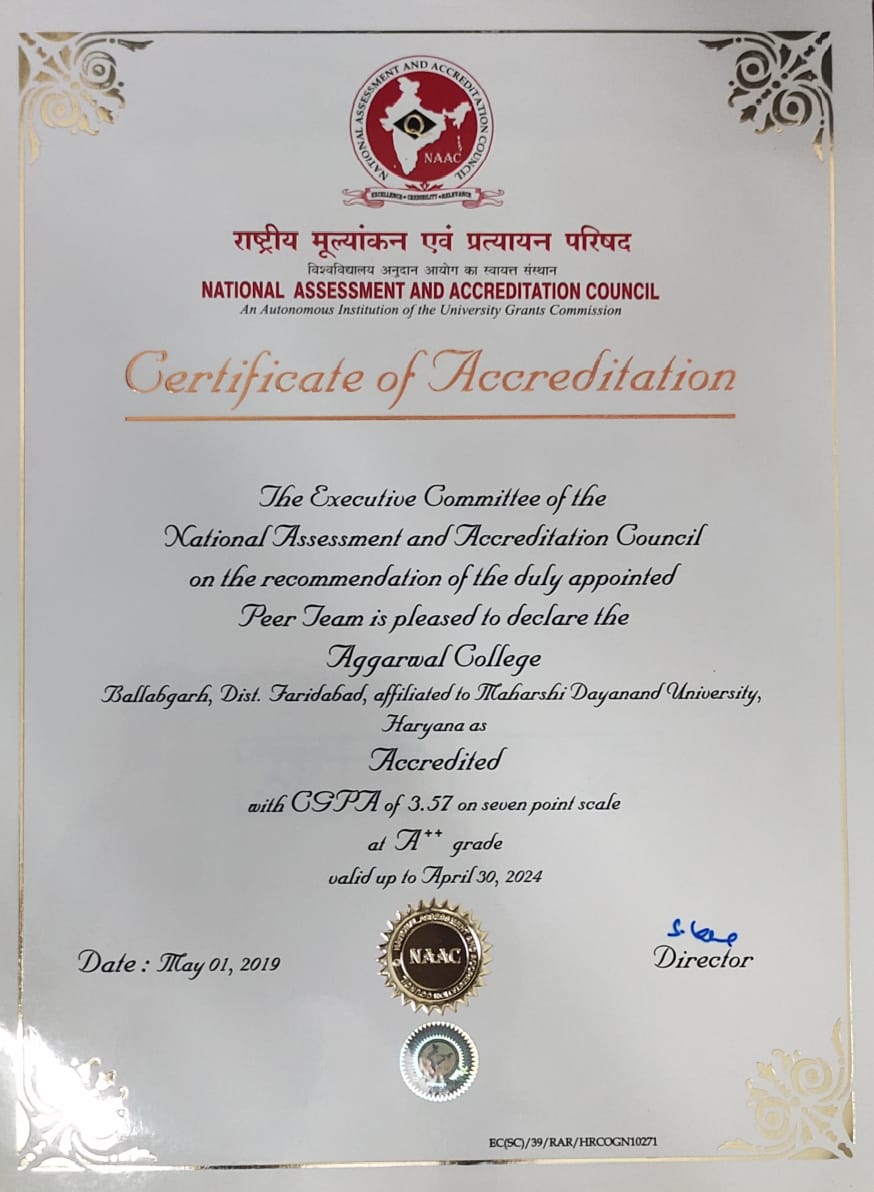 NATIONAL ASSESSMENT AND ACCREDITATION COUNCIL
Q
NAAC
EXCELLENCE • CREDIBILITY • RELEVANCE
राष्ट्रीय मूल्यांकन एवं प्रत्यायन परिषद
विश्वविद्यालय अनुदान आयोग का स्वायत्त संस्थान
NATIONAL ASSESSMENT AND ACCREDITATION COUNCIL
An Autonomous Institution of the University Grants Commission
Certificate of Accreditation
The Executive Committee of the
National Assessment and Accreditation Council
on the recommendation of the duly appointed
Peer Team is pleased to declare the
Aggarwal College
Ballabgarh, Dist. Faridabad, affiliated to Maharshi Dayanand University,
Haryana as
Accredited
with CGPA of 3.57 on seven point scale
at A++ grade
valid up to April 30, 2024
NAAC
Date : May 01, 2019
Director
EC(SC)/39/RAR/HRCOGN10271